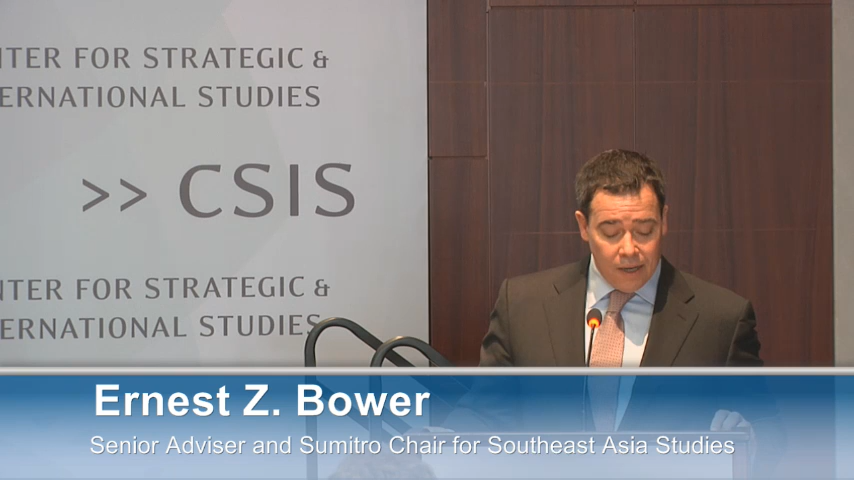 NTER FOR STRATEGIC &
ERNATIONAL STUDIES
>> CSIS
NTER FOR STRATEGIC &
ERNATIONAL STUDIES
Ernest Z. Bower
Senior Adviser and Sumitro Chair for Southeast Asia Studies